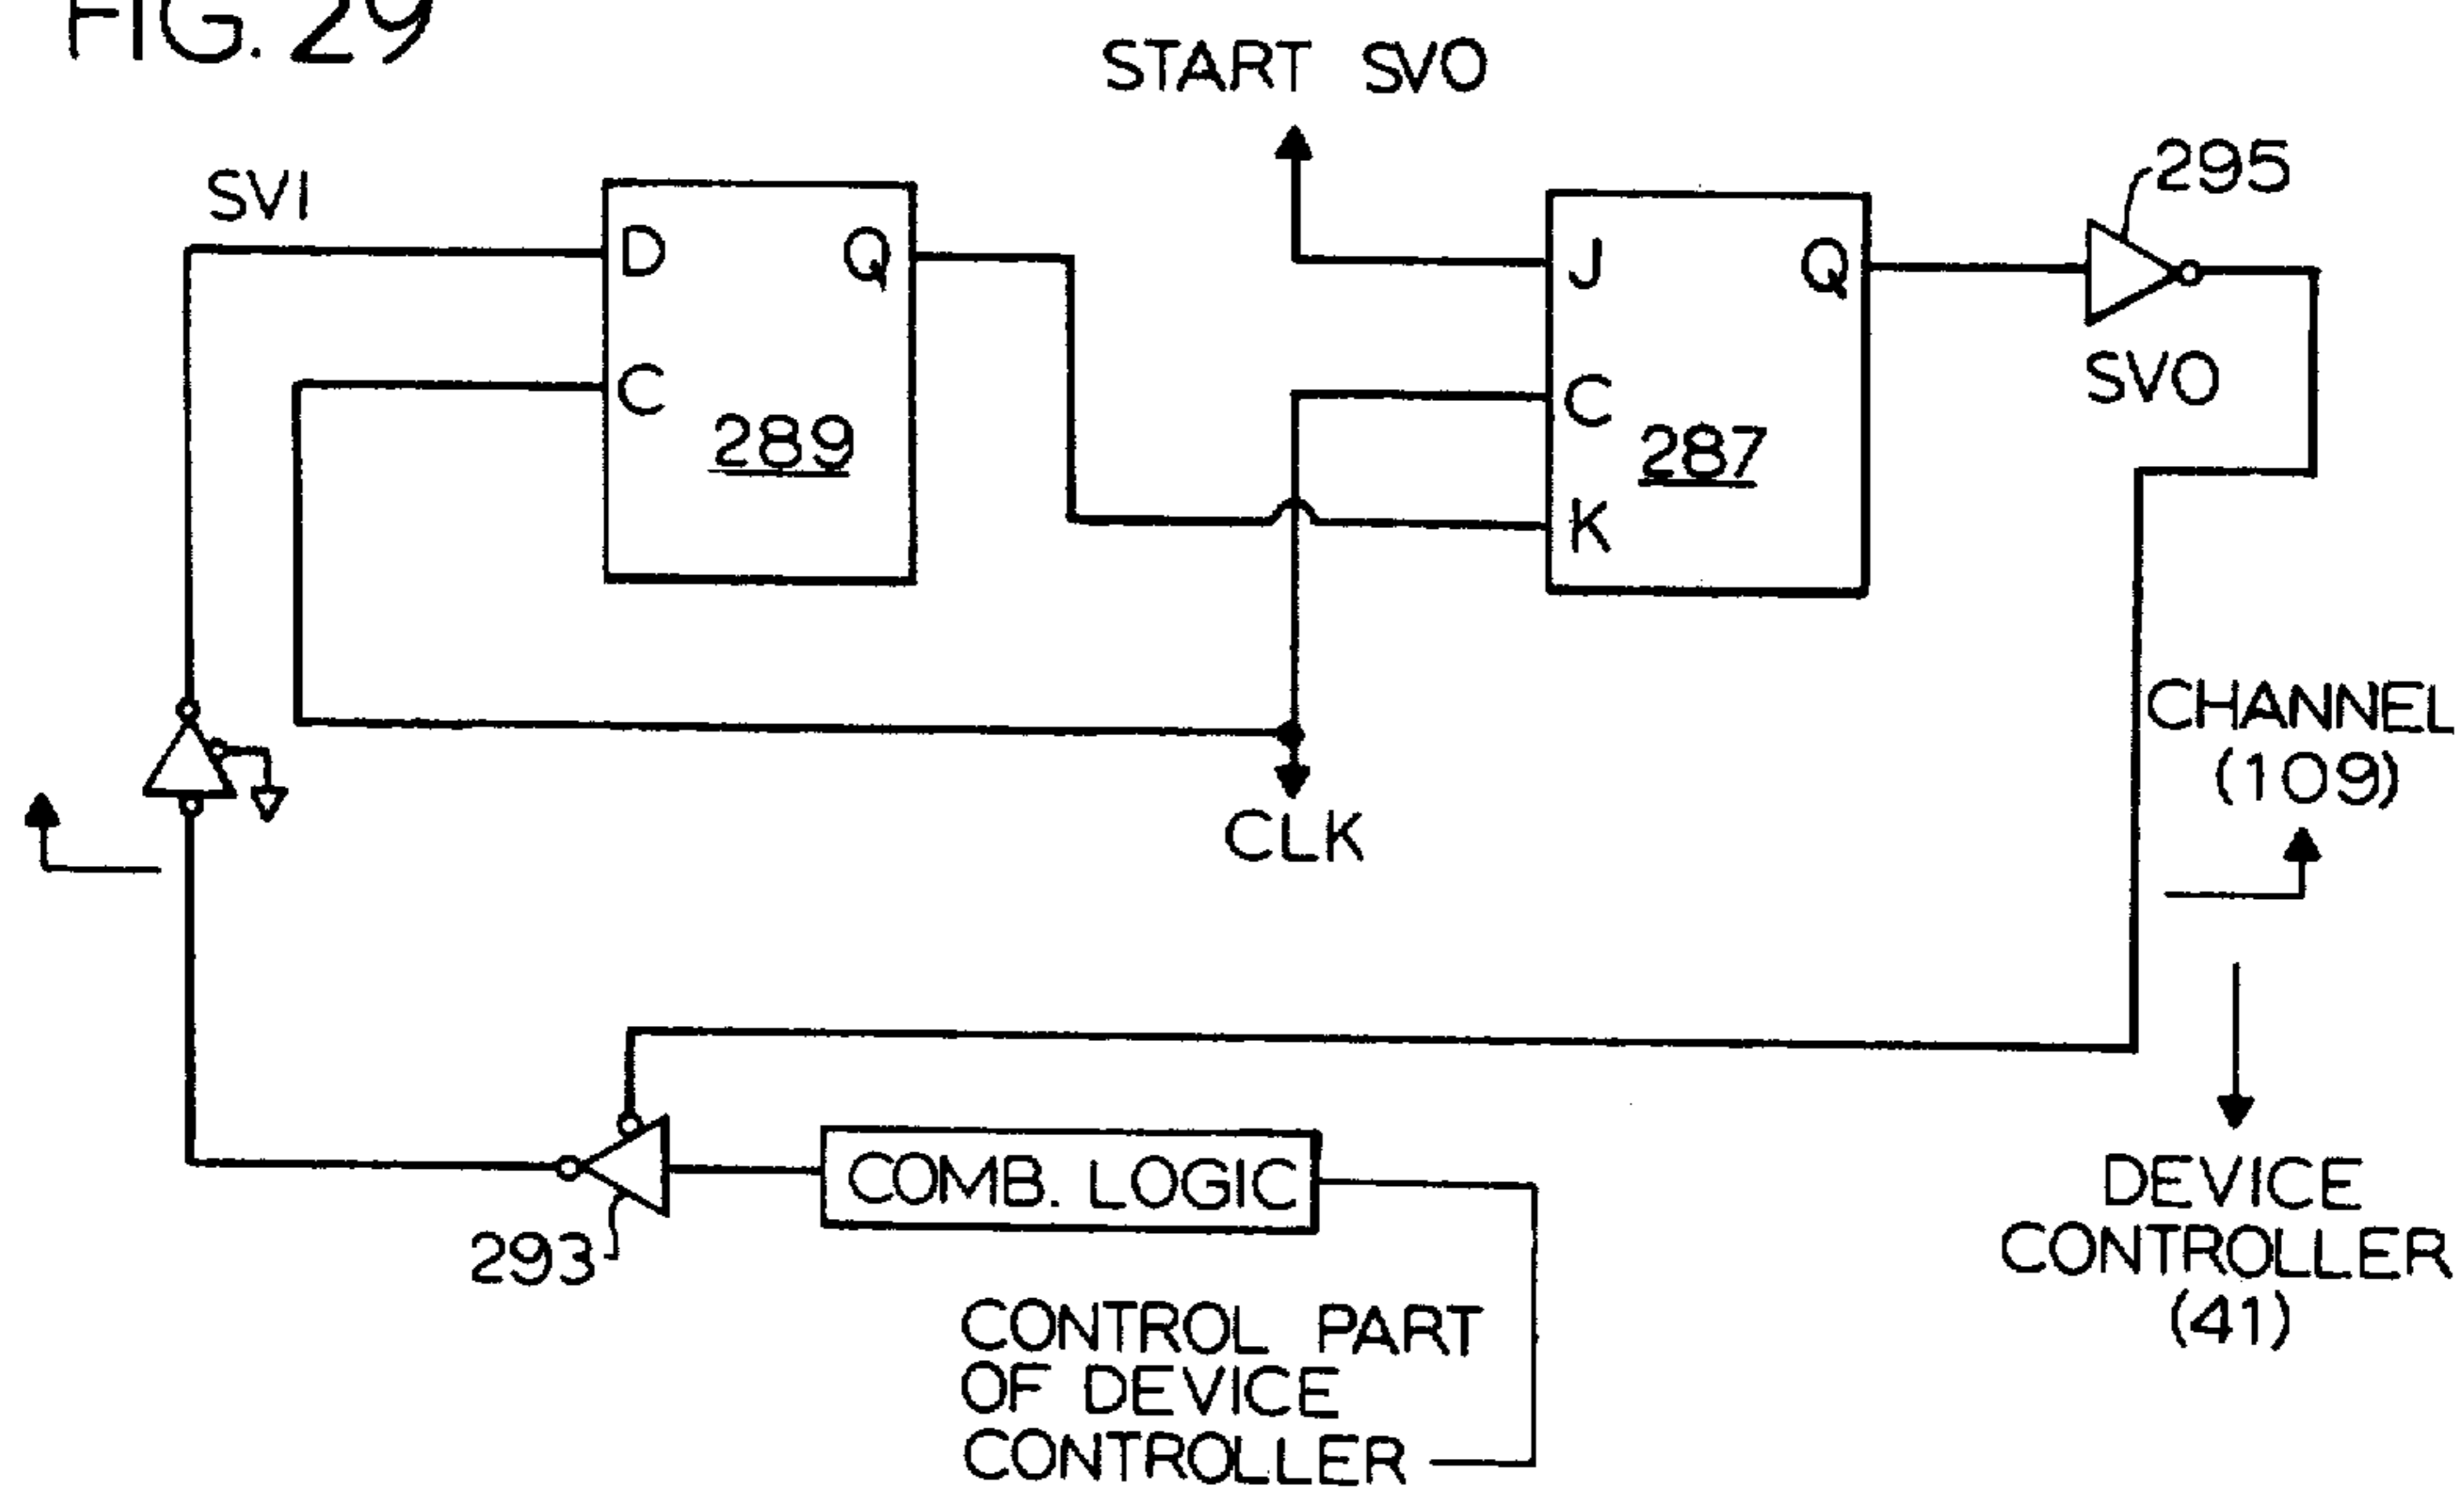 FIG. 29
START SVO
295
SVI
D
Q
J
Q
C
C
289
287
K
SVO
CHANNEL
(109)
CLK
COMB. LOGIC
293
DEVICE
CONTROLLER
(41)
CONTROL PART
OF DEVICE
CONTROLLER